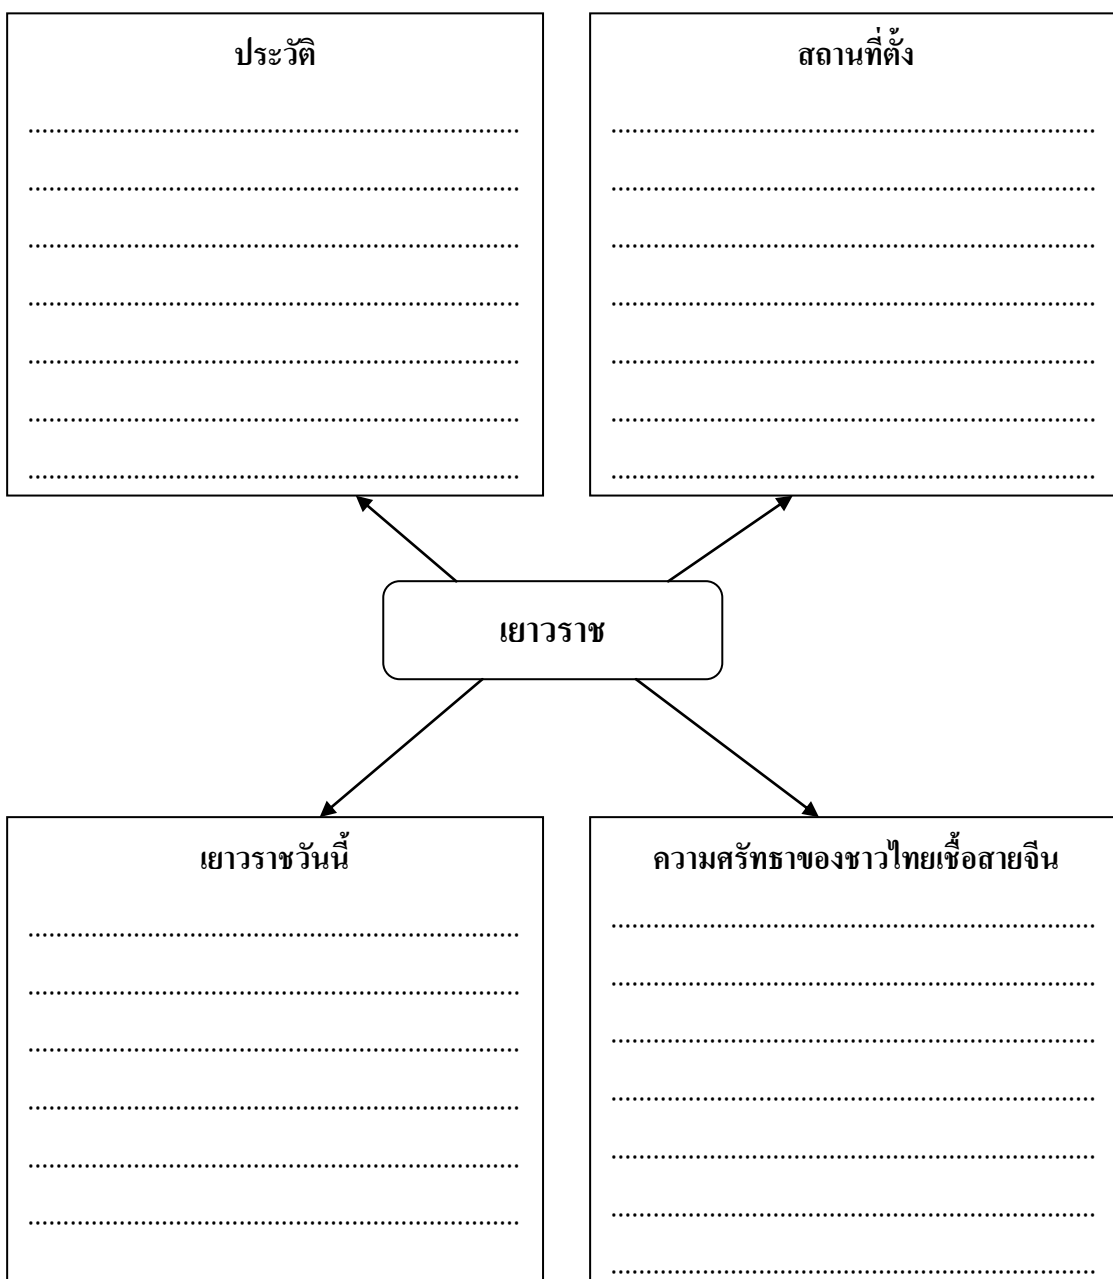 ประวัติ
สถานที่ตั้ง
เยาวราช
เยาวราชวันนี้
ความศรัทธาของชาวไทยเชื้อสายจีน